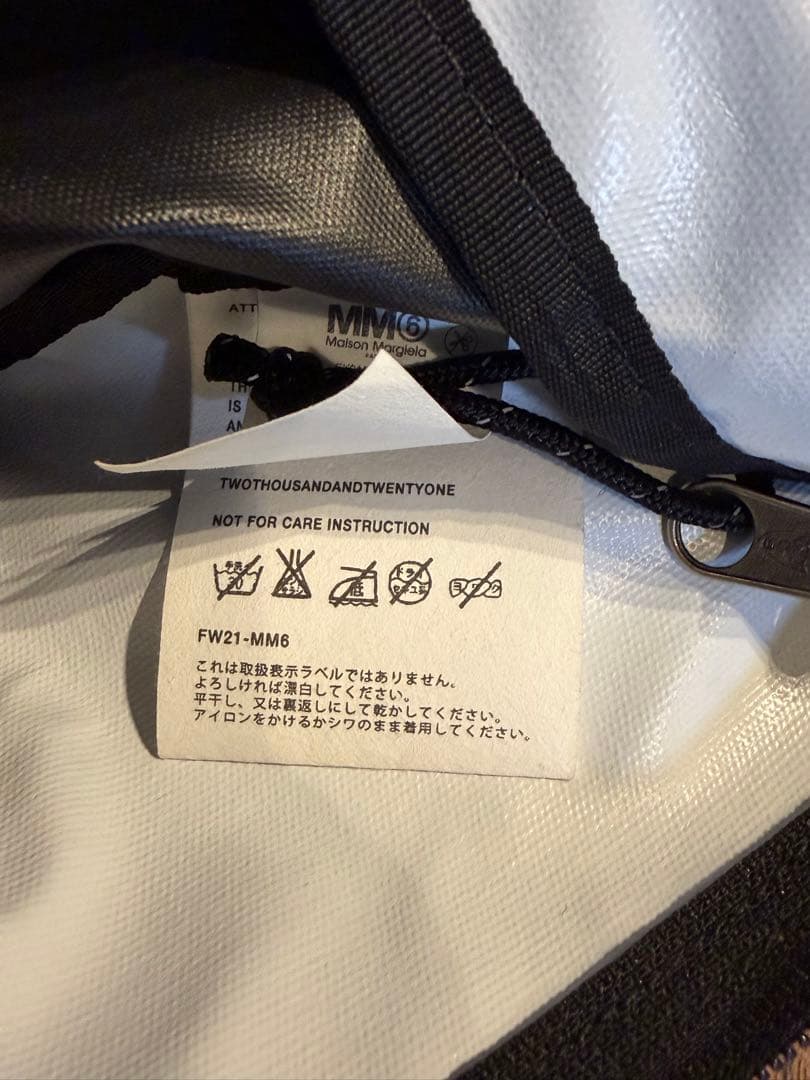 ATT
MM⑥
Maison Margiela
TH
IS
AN
TWOTHOUSANDANDTWENTYONE
NOT FOR CARE INSTRUCTION
FW21-MM6
これは取扱表示ラベルではありません。
よろしければ漂白してください。
平干し、又は裏返しにして乾かしてください。
アイロンをかけるかシワのまま着用してください。